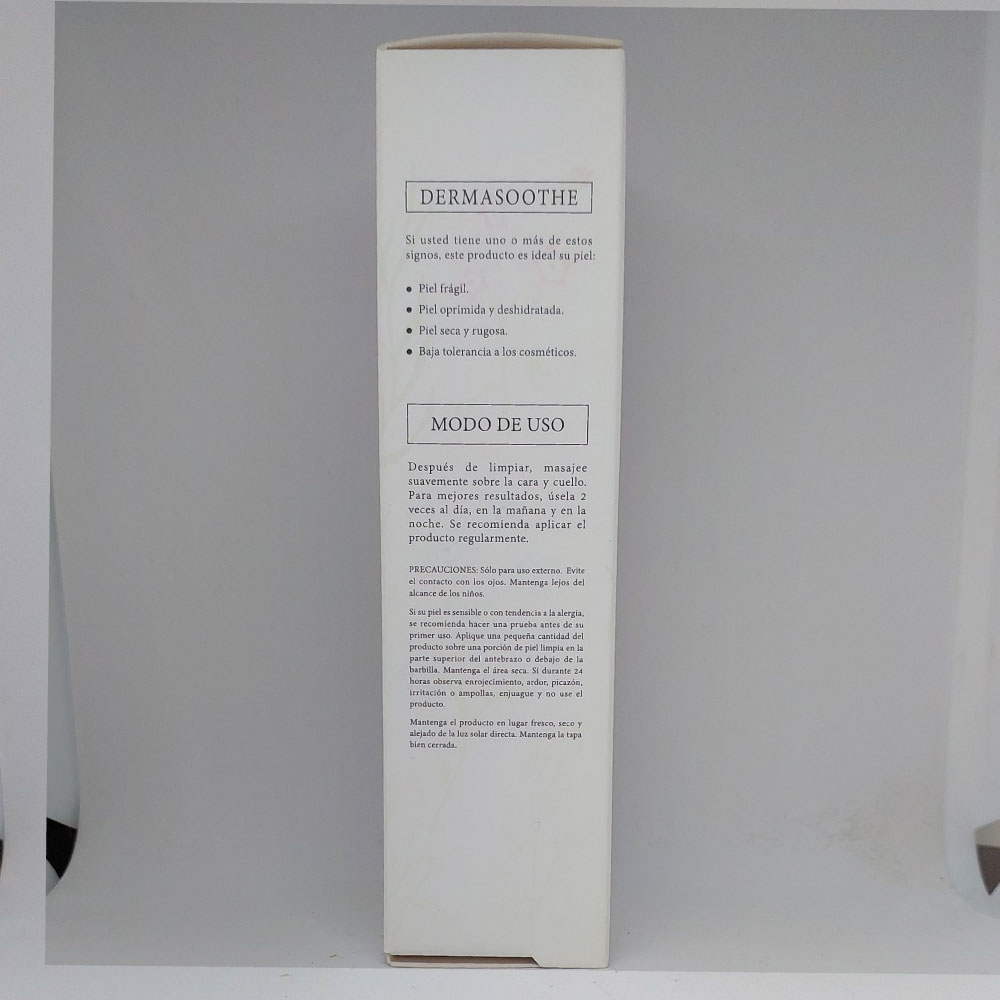 DERMASOOTHE
Si usted tiene uno o más de estos
signos, este producto es ideal su piel:
● Piel frágil.
● Piel oprimida y deshidratada.
● Piel seca y rugosa.
● Baja tolerancia a los cosméticos.
MODO DE USO
Después de limpiar, masajee
suavemente sobre la cara y cuello.
Para mejores resultados, úsela 2
veces al día, en la mañana y en la
noche. Se recomienda aplicar el
producto regularmente.
PRECAUCIONES: Sólo para uso externo. Evite
el contacto con los ojos. Mantenga lejos del
alcance de los niños.
Si su piel es sensible o con tendencia a la alergia,
se recomienda hacer una prueba antes de su
primer uso. Aplique una pequeña cantidad del
producto sobre una porción de piel limpia en la
parte superior del antebrazo o debajo de la
barbilla. Mantenga el área seca. Si durante 24
horas observa enrojecimiento, ardor, picazón,
irritación o ampollas, enjuague y no use el
producto.
Mantenga el producto en lugar fresco, seco y
alejado de la luz solar directa. Mantenga la tapa
bien cerrada.